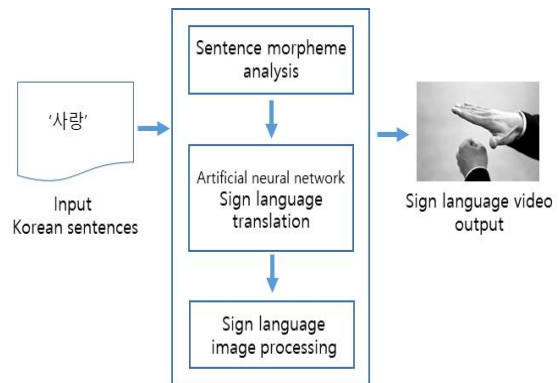 ‘사랑’
Input
Korean sentences
Sentence morpheme
analysis
Artificial neural network
Sign language
translation
Sign language
image processing
Sign language video
output